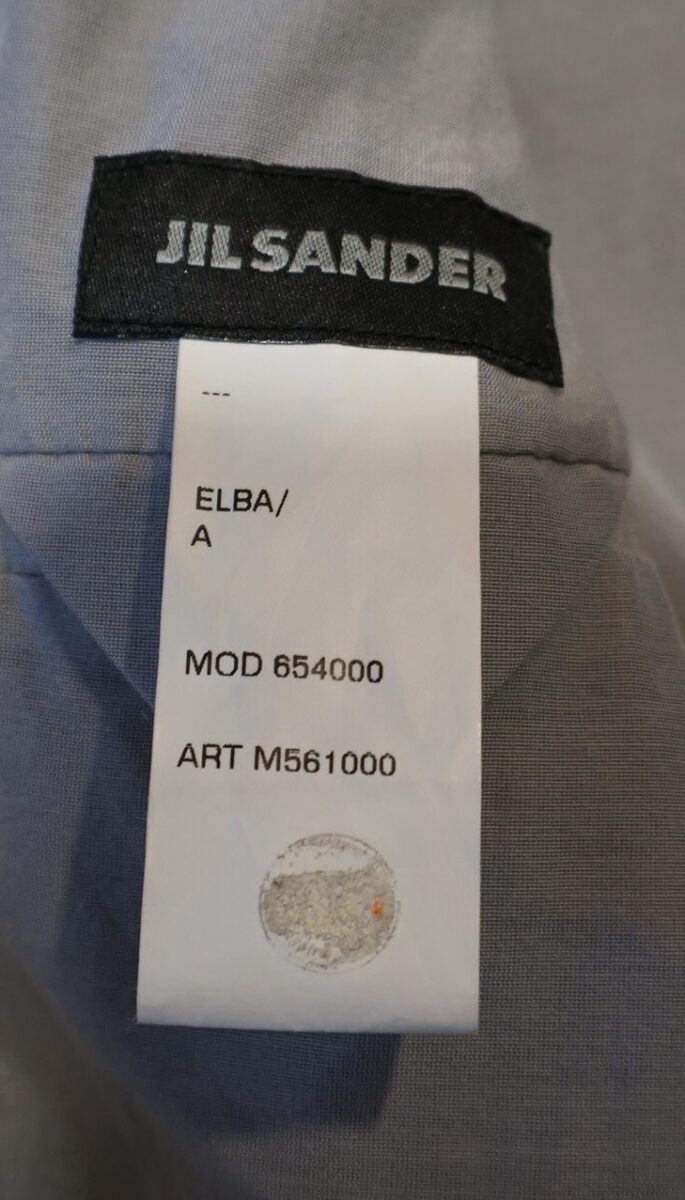 JIL SANDER
---
ELBA/
A
MOD 654000
ART M561000